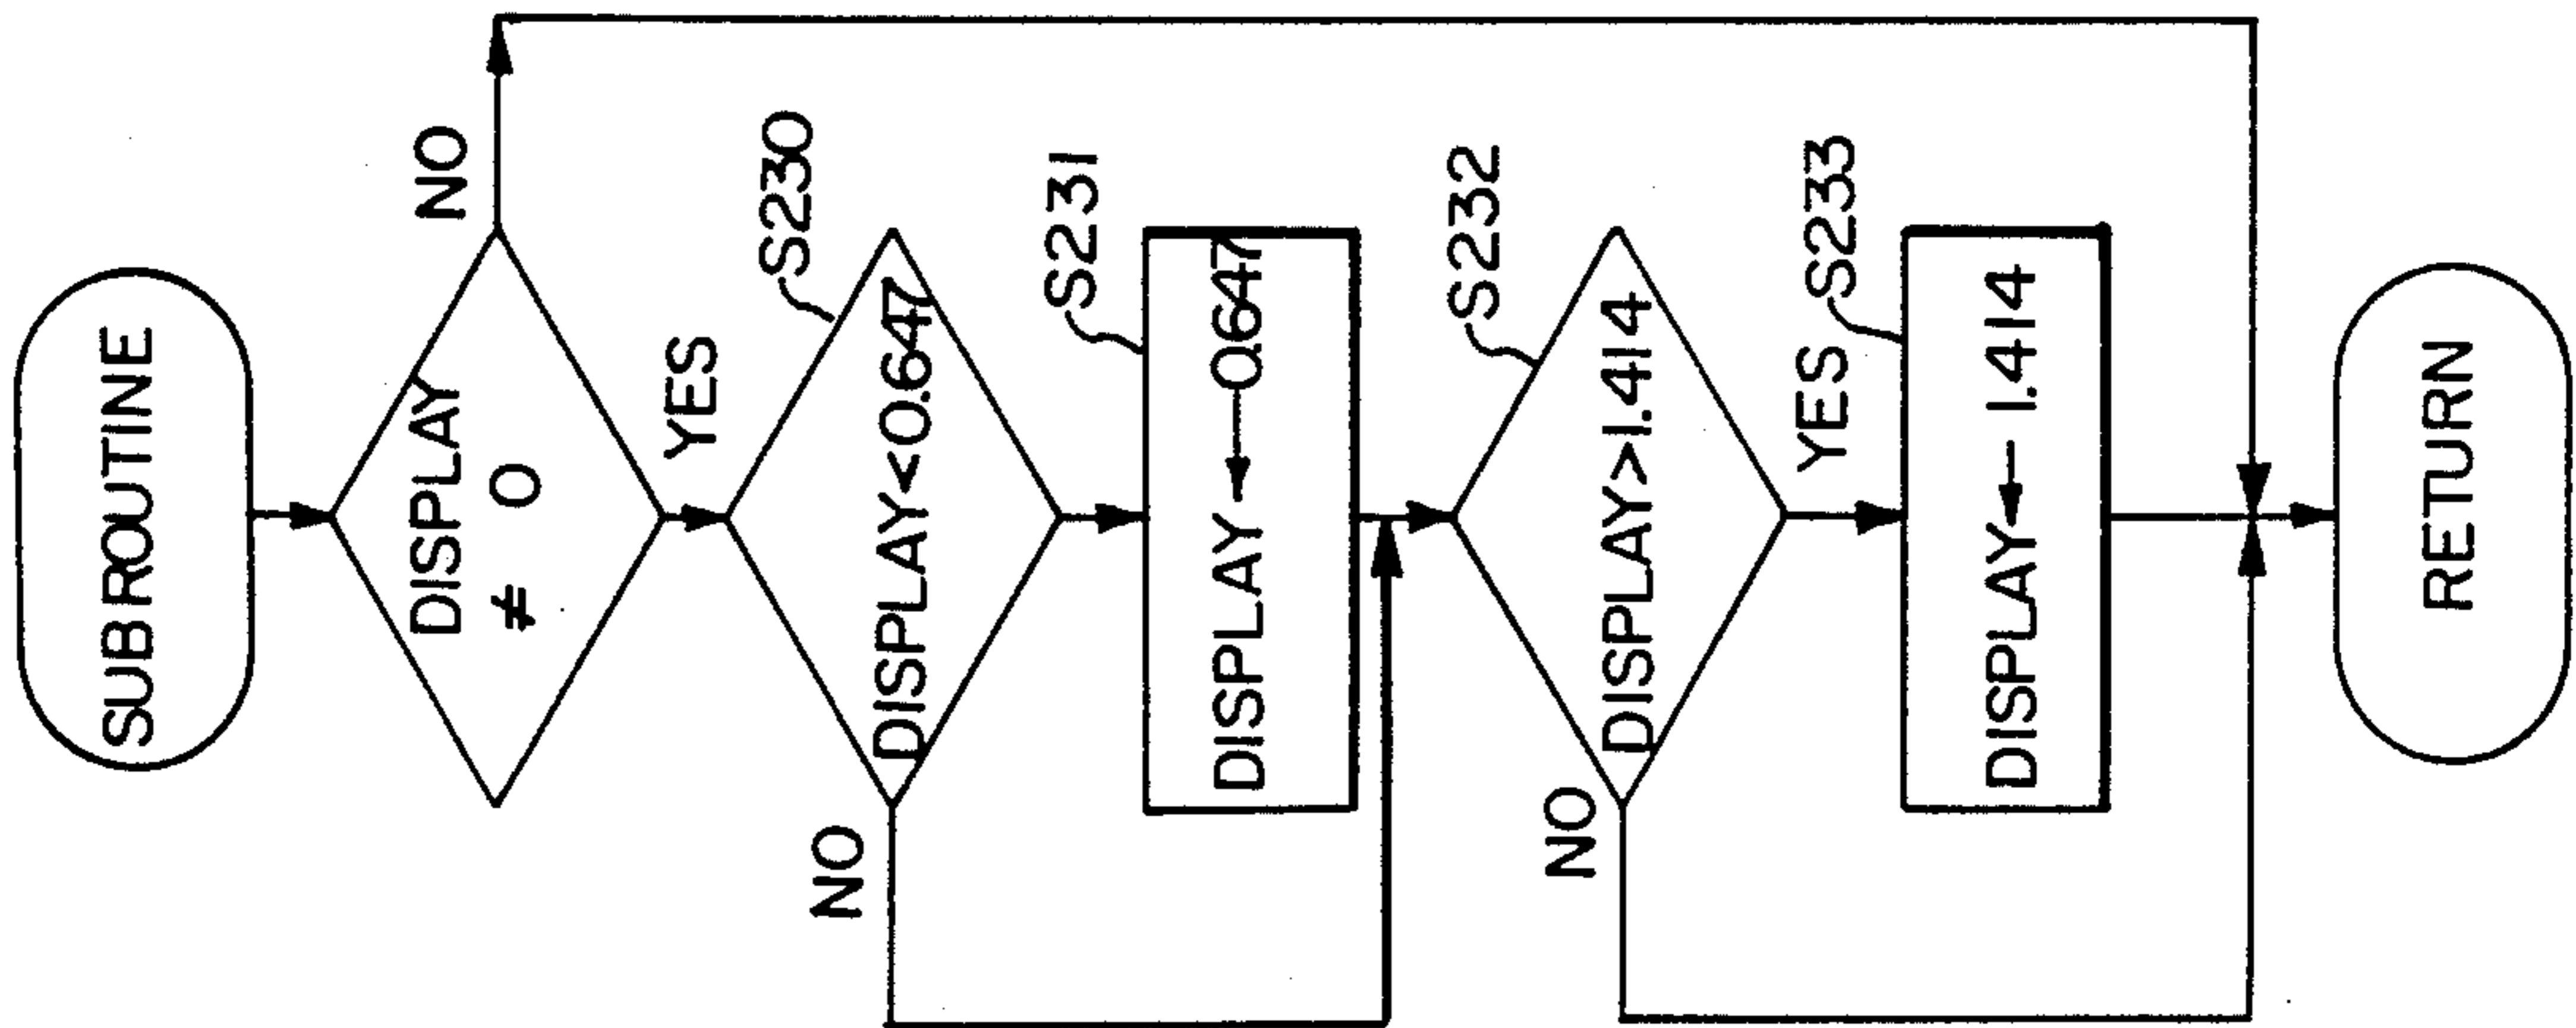 SUBROUTINE
DISPLAY
≠ 0
NO
YES
S230
DISPLAY<0.647
NO
S231
DISPLAY←0.647
S232
DISPLAY>1.414
NO
YES
S233
DISPLAY←1.414
RETURN